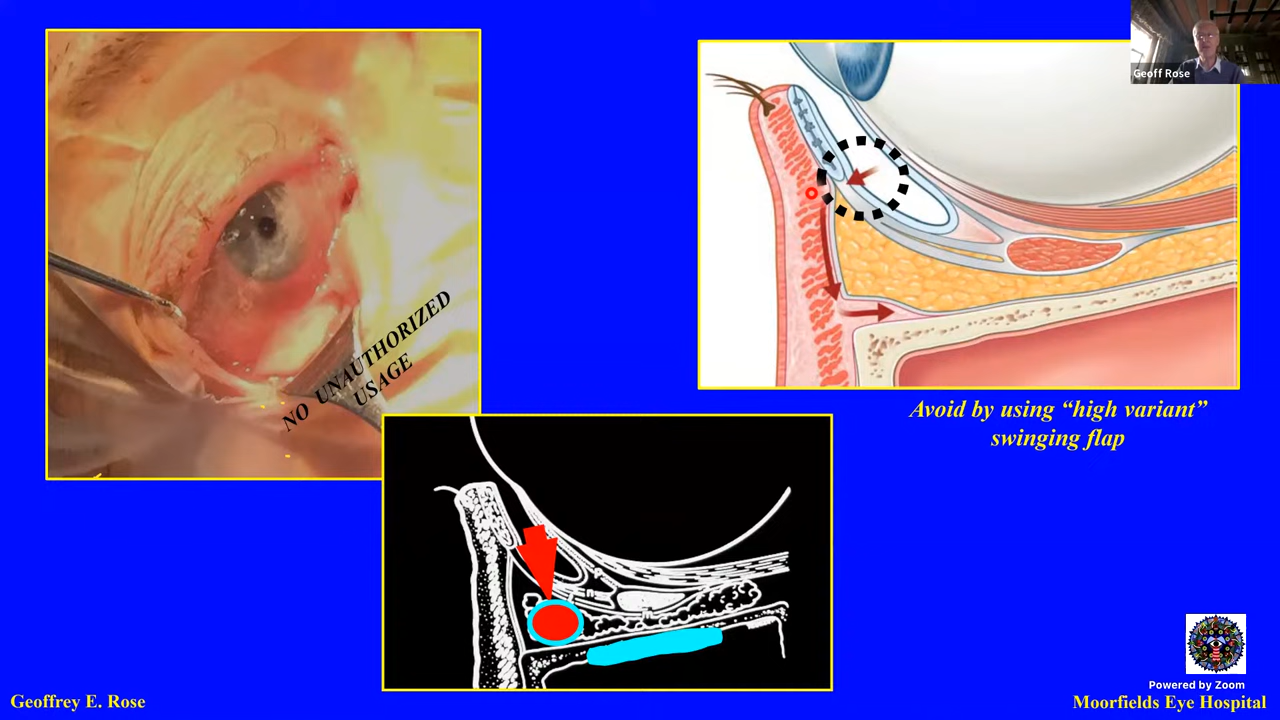 Geoff Rose
NO UNAUTHORIZED
USAGE
Avoid by using “high variant”
swinging flap
Powered by Zoom
Geoffrey E. Rose
Moorfields Eye Hospital